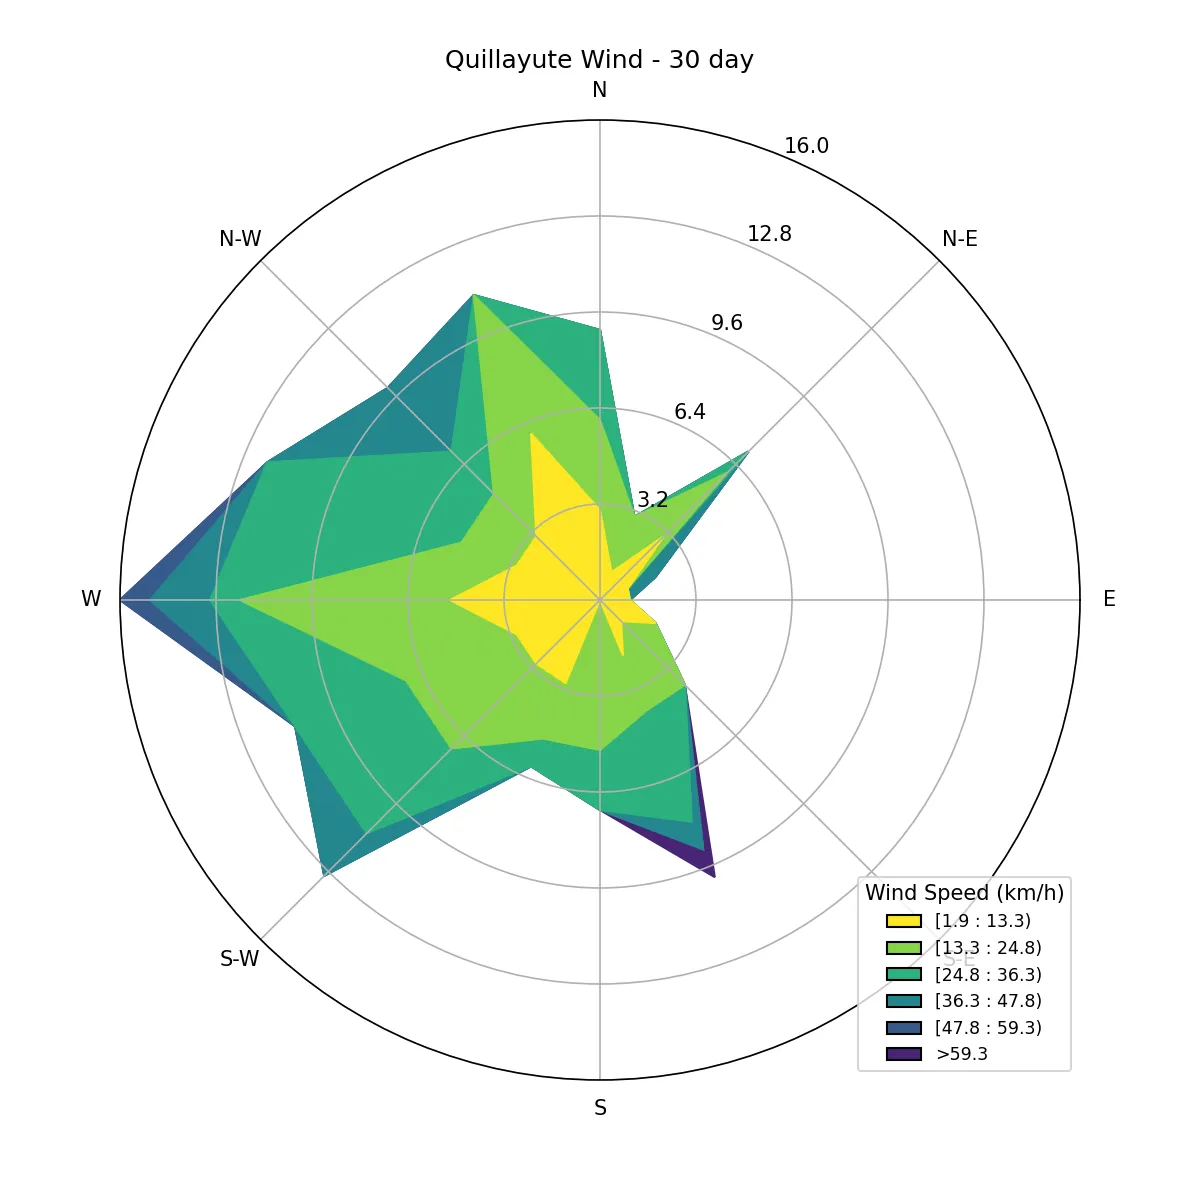 Quillayute Wind - 30 day
N
16.0
N-W
12.8
N-E
9.6
6.4
3.2
W
E
S-W
S-E
Wind Speed (km/h)
[1.9 : 13.3)
[13.3 : 24.8)
[24.8 : 36.3)
[36.3 : 47.8)
[47.8 : 59.3)
>59.3
S